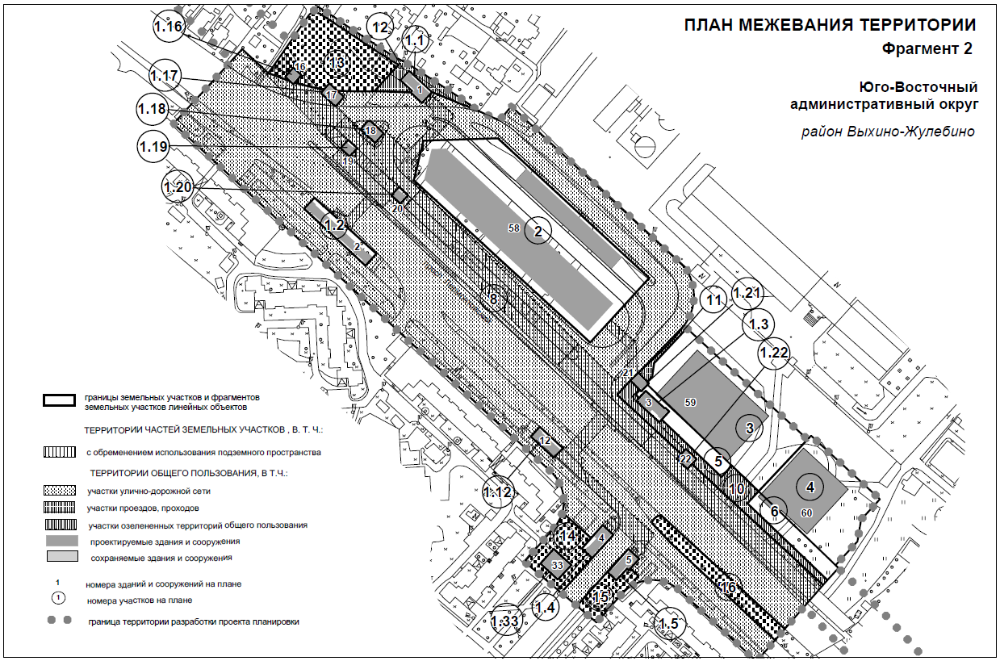 ПЛАН МЕЖЕВАНИЯ ТЕРРИТОРИИ
Фрагмент 2
Юго-Восточный
административный округ
район Выхино-Жулебино
1.16
12
1.1
13
16
1.17
17
1
1.18
18
1.19
19
1.20
20
1.2
2
58
2
8
11
1.21
1.3
1.22
21
3
59
3
12
22
5
10
4
60
6
1.12
14
4
33
5
15
16
1.4
1.33
1.5
границы земельных участков и фрагментов
земельных участков линейных объектов
ТЕРРИТОРИИ ЧАСТЕЙ ЗЕМЕЛЬНЫХ УЧАСТКОВ , В. Т. Ч.:
с обременением использования подземного пространства
ТЕРРИТОРИИ ОБЩЕГО ПОЛЬЗОВАНИЯ, В Т.Ч.:
участки улично-дорожной сети
участки проездов, проходов
участки озелененных территорий общего пользования
проектируемые здания и сооружения
сохраняемые здания и сооружения
1 номера зданий и сооружений на плане
1 номера участков на плане
граница территории разработки проекта планировки